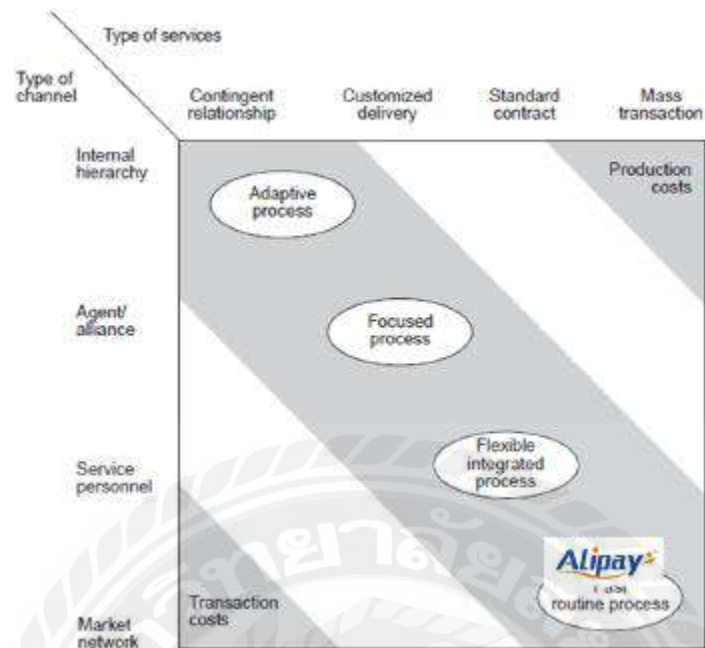 Type of services
Type of
channel
Contingent
relationship
Customized
delivery
Standard
contract
Mass
transaction
Internal
hierarchy
Production
costs
Adaptive
process
Agent/
alliance
Focused
process
Service
personnel
Flexible
integrated
process
Alipay
routine process
Transaction
costs
Market
network